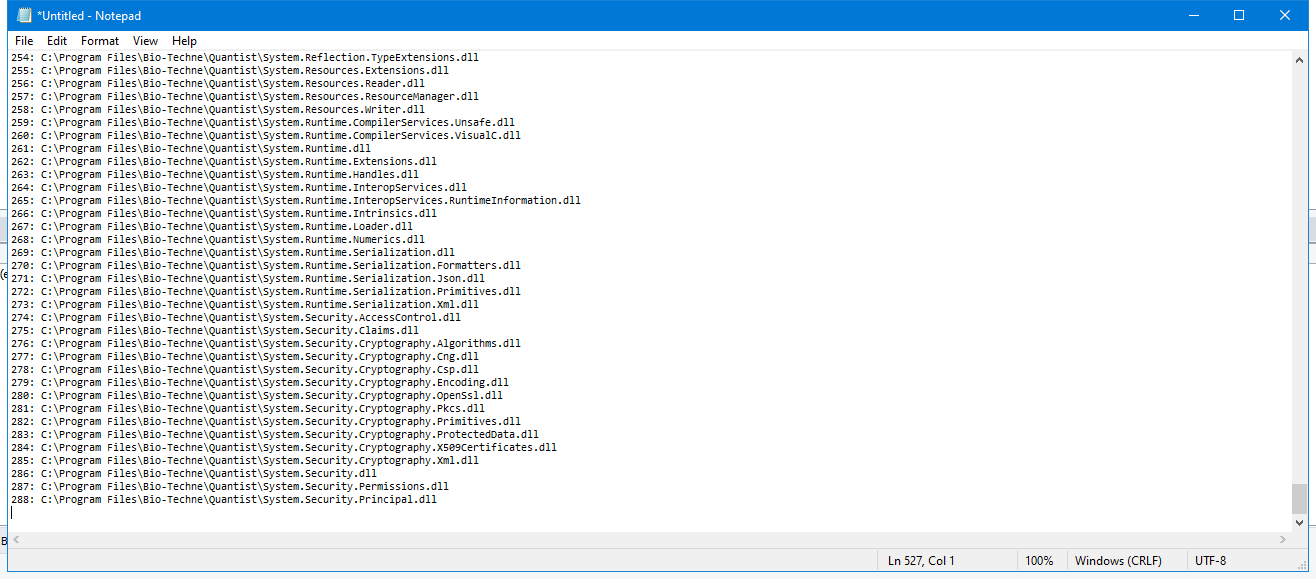 *Untitled - Notepad
File Edit Format View Help
254: C:\Program Files\Bio-Techne\Quantist\System.Reflection.TypeExtensions.dll
255: C:\Program Files\Bio-Techne\Quantist\System.Resources.Extensions.dll
256: C:\Program Files\Bio-Techne\Quantist\System.Resources.Reader.dll
257: C:\Program Files\Bio-Techne\Quantist\System.Resources.ResourceManager.dll
258: C:\Program Files\Bio-Techne\Quantist\System.Resources.Writer.dll
259: C:\Program Files\Bio-Techne\Quantist\System.Runtime.CompilerServices.Unsafe.dll
260: C:\Program Files\Bio-Techne\Quantist\System.Runtime.CompilerServices.VisualC.dll
261: C:\Program Files\Bio-Techne\Quantist\System.Runtime.dll
262: C:\Program Files\Bio-Techne\Quantist\System.Runtime.Extensions.dll
263: C:\Program Files\Bio-Techne\Quantist\System.Runtime.Handles.dll
264: C:\Program Files\Bio-Techne\Quantist\System.Runtime.InteropServices.dll
265: C:\Program Files\Bio-Techne\Quantist\System.Runtime.InteropServices.RuntimeInformation.dll
266: C:\Program Files\Bio-Techne\Quantist\System.Runtime.Intrinsics.dll
267: C:\Program Files\Bio-Techne\Quantist\System.Runtime.Loader.dll
268: C:\Program Files\Bio-Techne\Quantist\System.Runtime.Numerics.dll
269: C:\Program Files\Bio-Techne\Quantist\System.Runtime.Serialization.dll
270: C:\Program Files\Bio-Techne\Quantist\System.Runtime.Serialization.Formatters.dll
271: C:\Program Files\Bio-Techne\Quantist\System.Runtime.Serialization.Json.dll
272: C:\Program Files\Bio-Techne\Quantist\System.Runtime.Serialization.Primitives.dll
273: C:\Program Files\Bio-Techne\Quantist\System.Runtime.Serialization.Xml.dll
274: C:\Program Files\Bio-Techne\Quantist\System.Security.AccessControl.dll
275: C:\Program Files\Bio-Techne\Quantist\System.Security.Claims.dll
276: C:\Program Files\Bio-Techne\Quantist\System.Security.Cryptography.Algorithms.dll
277: C:\Program Files\Bio-Techne\Quantist\System.Security.Cryptography.Cng.dll
278: C:\Program Files\Bio-Techne\Quantist\System.Security.Cryptography.Csp.dll
279: C:\Program Files\Bio-Techne\Quantist\System.Security.Cryptography.Encoding.dll
280: C:\Program Files\Bio-Techne\Quantist\System.Security.Cryptography.OpenSsl.dll
281: C:\Program Files\Bio-Techne\Quantist\System.Security.Cryptography.Pkcs.dll
282: C:\Program Files\Bio-Techne\Quantist\System.Security.Cryptography.Primitives.dll
283: C:\Program Files\Bio-Techne\Quantist\System.Security.Cryptography.ProtectedData.dll
284: C:\Program Files\Bio-Techne\Quantist\System.Security.Cryptography.X509Certificates.dll
285: C:\Program Files\Bio-Techne\Quantist\System.Security.Cryptography.Xml.dll
286: C:\Program Files\Bio-Techne\Quantist\System.Security.dll
287: C:\Program Files\Bio-Techne\Quantist\System.Security.Permissions.dll
288: C:\Program Files\Bio-Techne\Quantist\System.Security.Principal.dll
Ln 527, Col 1 100% Windows (CRLF) UTF-8